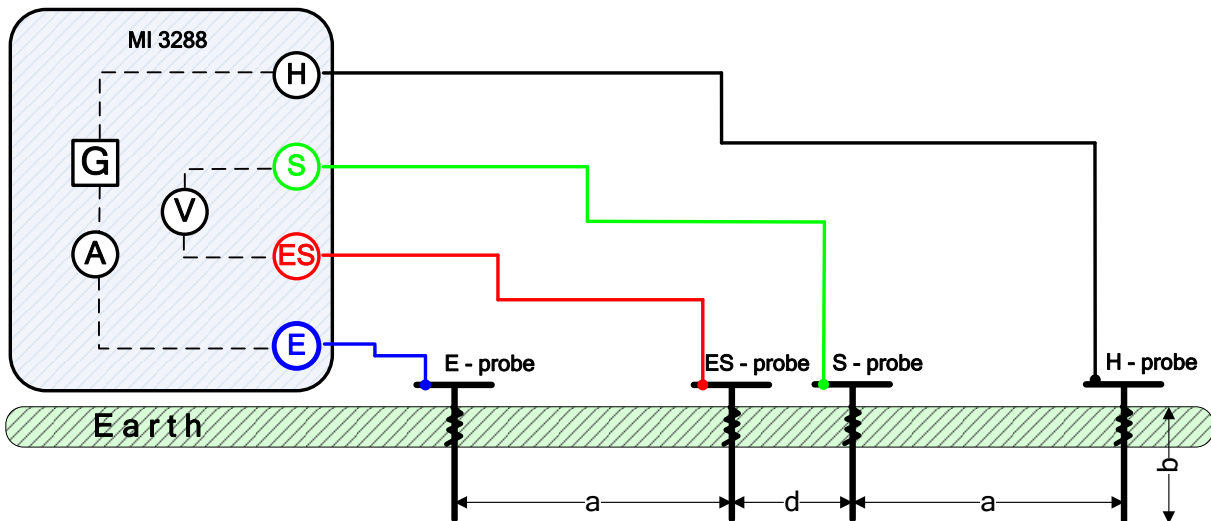 MI 3288
H
G
S
V
A
ES
E
E - probe
ES - probe
S - probe
H - probe
Earth
a
d
a
b